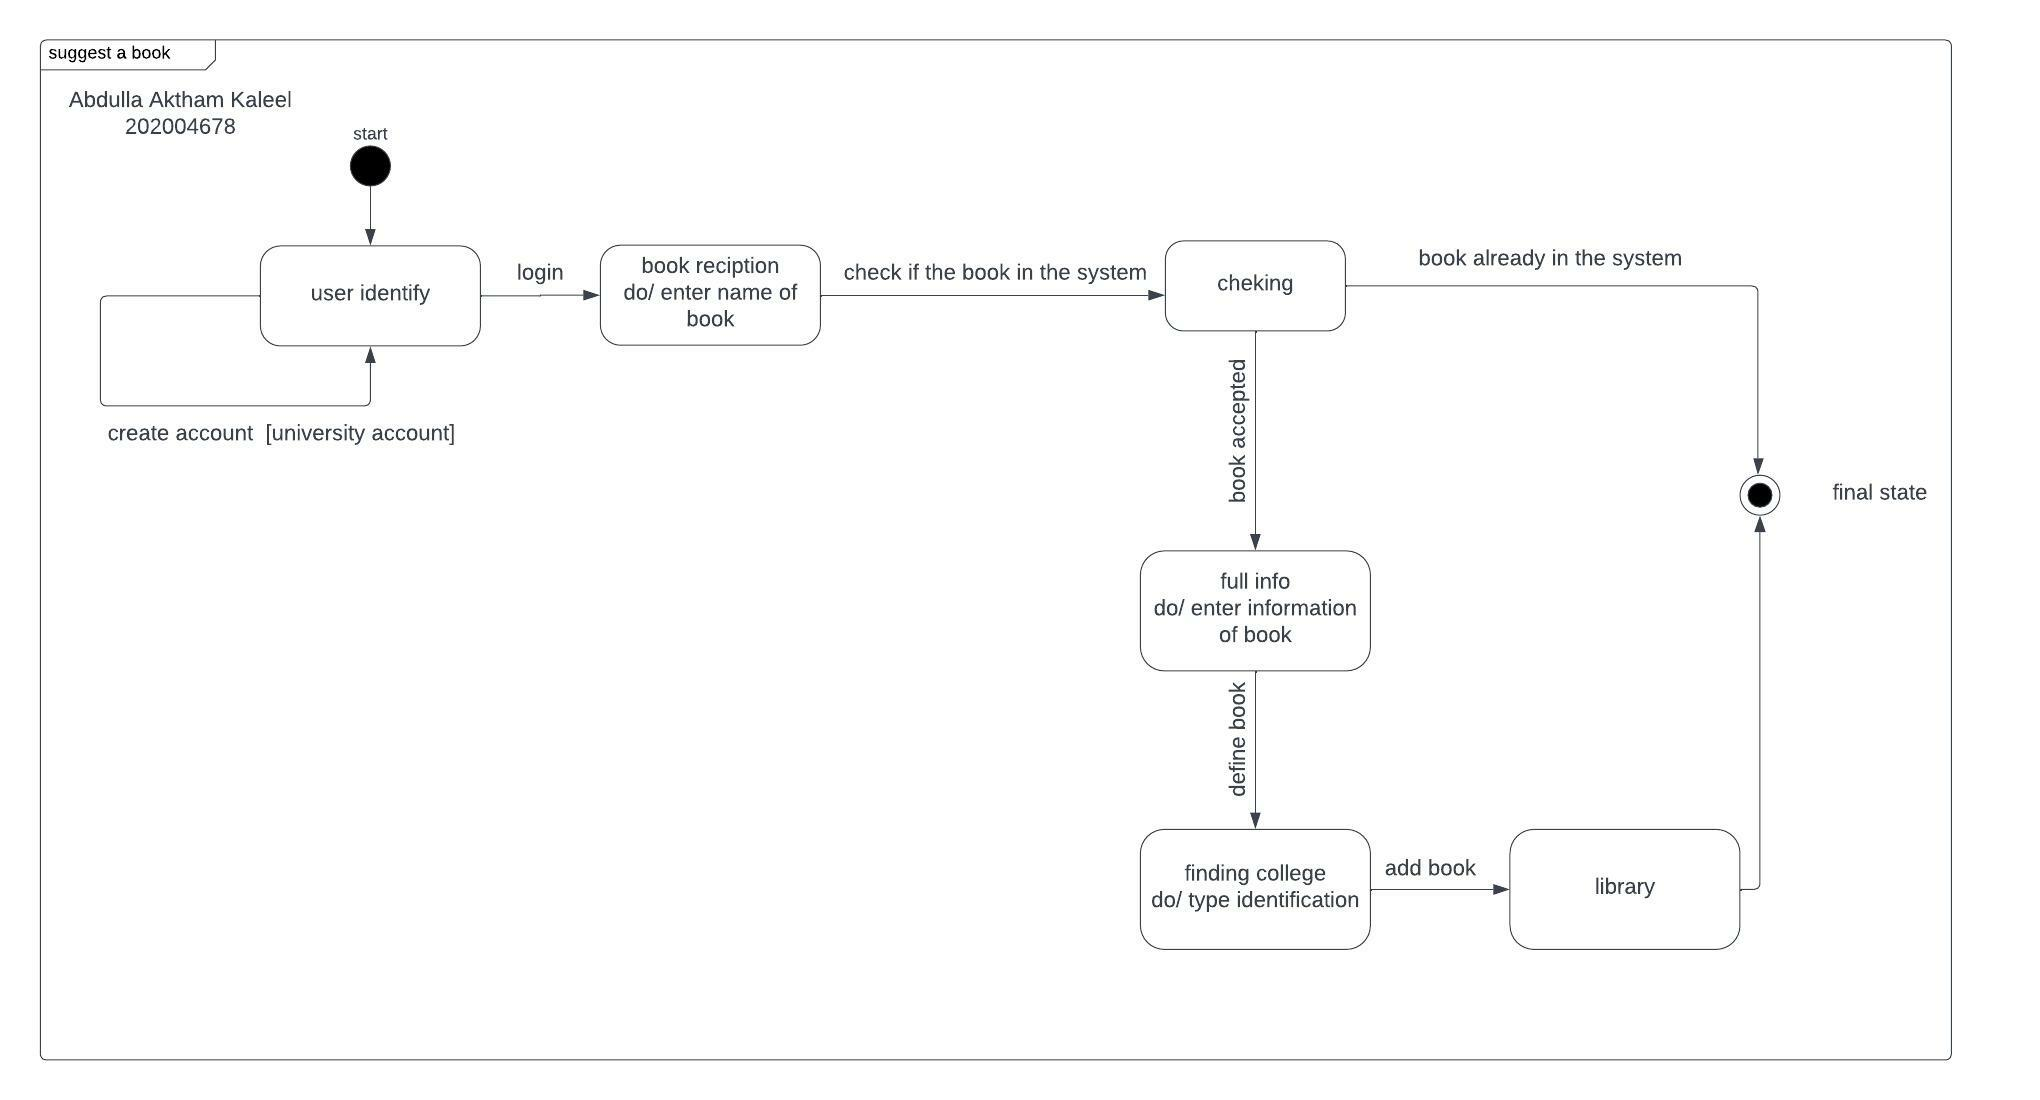 suggest a book
Abdulla Aktham Kaleel
202004678
start
user identify
login
book reciption
do/ enter name of
book
check if the book in the system
cheking
book already in the system
create account  [university account]
book accepted
final state
full info
do/ enter information
of book
define book
finding college
do/ type identification
add book
library